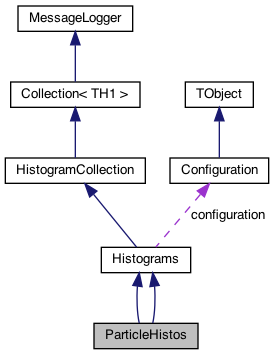 MessageLogger
Collection< TH1 >
TObject
HistogramCollection
Configuration
configuration
Histograms
ParticleHistos